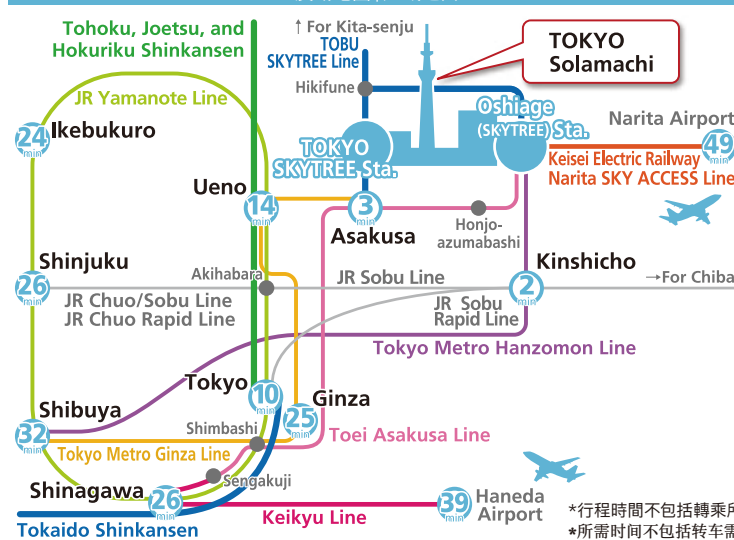 ↑ For Kita-senju
Tohoku, Joetsu, and
Hokuriku Shinkansen
TOBU
SKYTREE Line
TOKYO
Solamachi
Hikifune
JR Yamanote Line
Oshiage
(SKYTREE) Sta.
Narita Airport
24
min
Ikebukuro
TOKYO
SKYTREE Sta.
49
min
Keisei Electric Railway
Narita SKY ACCESS Line
Ueno
14
min
3
min
Asakusa
Honjo-
azumabashi
Shinjuku
26
min
Akihabara
JR Sobu Line
Kinshicho
2
min
→For Chiba
JR Chuo/Sobu Line
JR Chuo Rapid Line
JR Sobu
Rapid Line
Tokyo Metro Hanzomon Line
Tokyo
10
min
Ginza
25
min
Shibuya
32
min
Shimbashi
Toei Asakusa Line
Tokyo Metro Ginza Line
Sengakuji
Shinagawa
26
min
39
min
Haneda
Airport
Keikyu Line
Tokaido Shinkansen
*行程時間不包括轉乘所
*所需时间不包括转车需